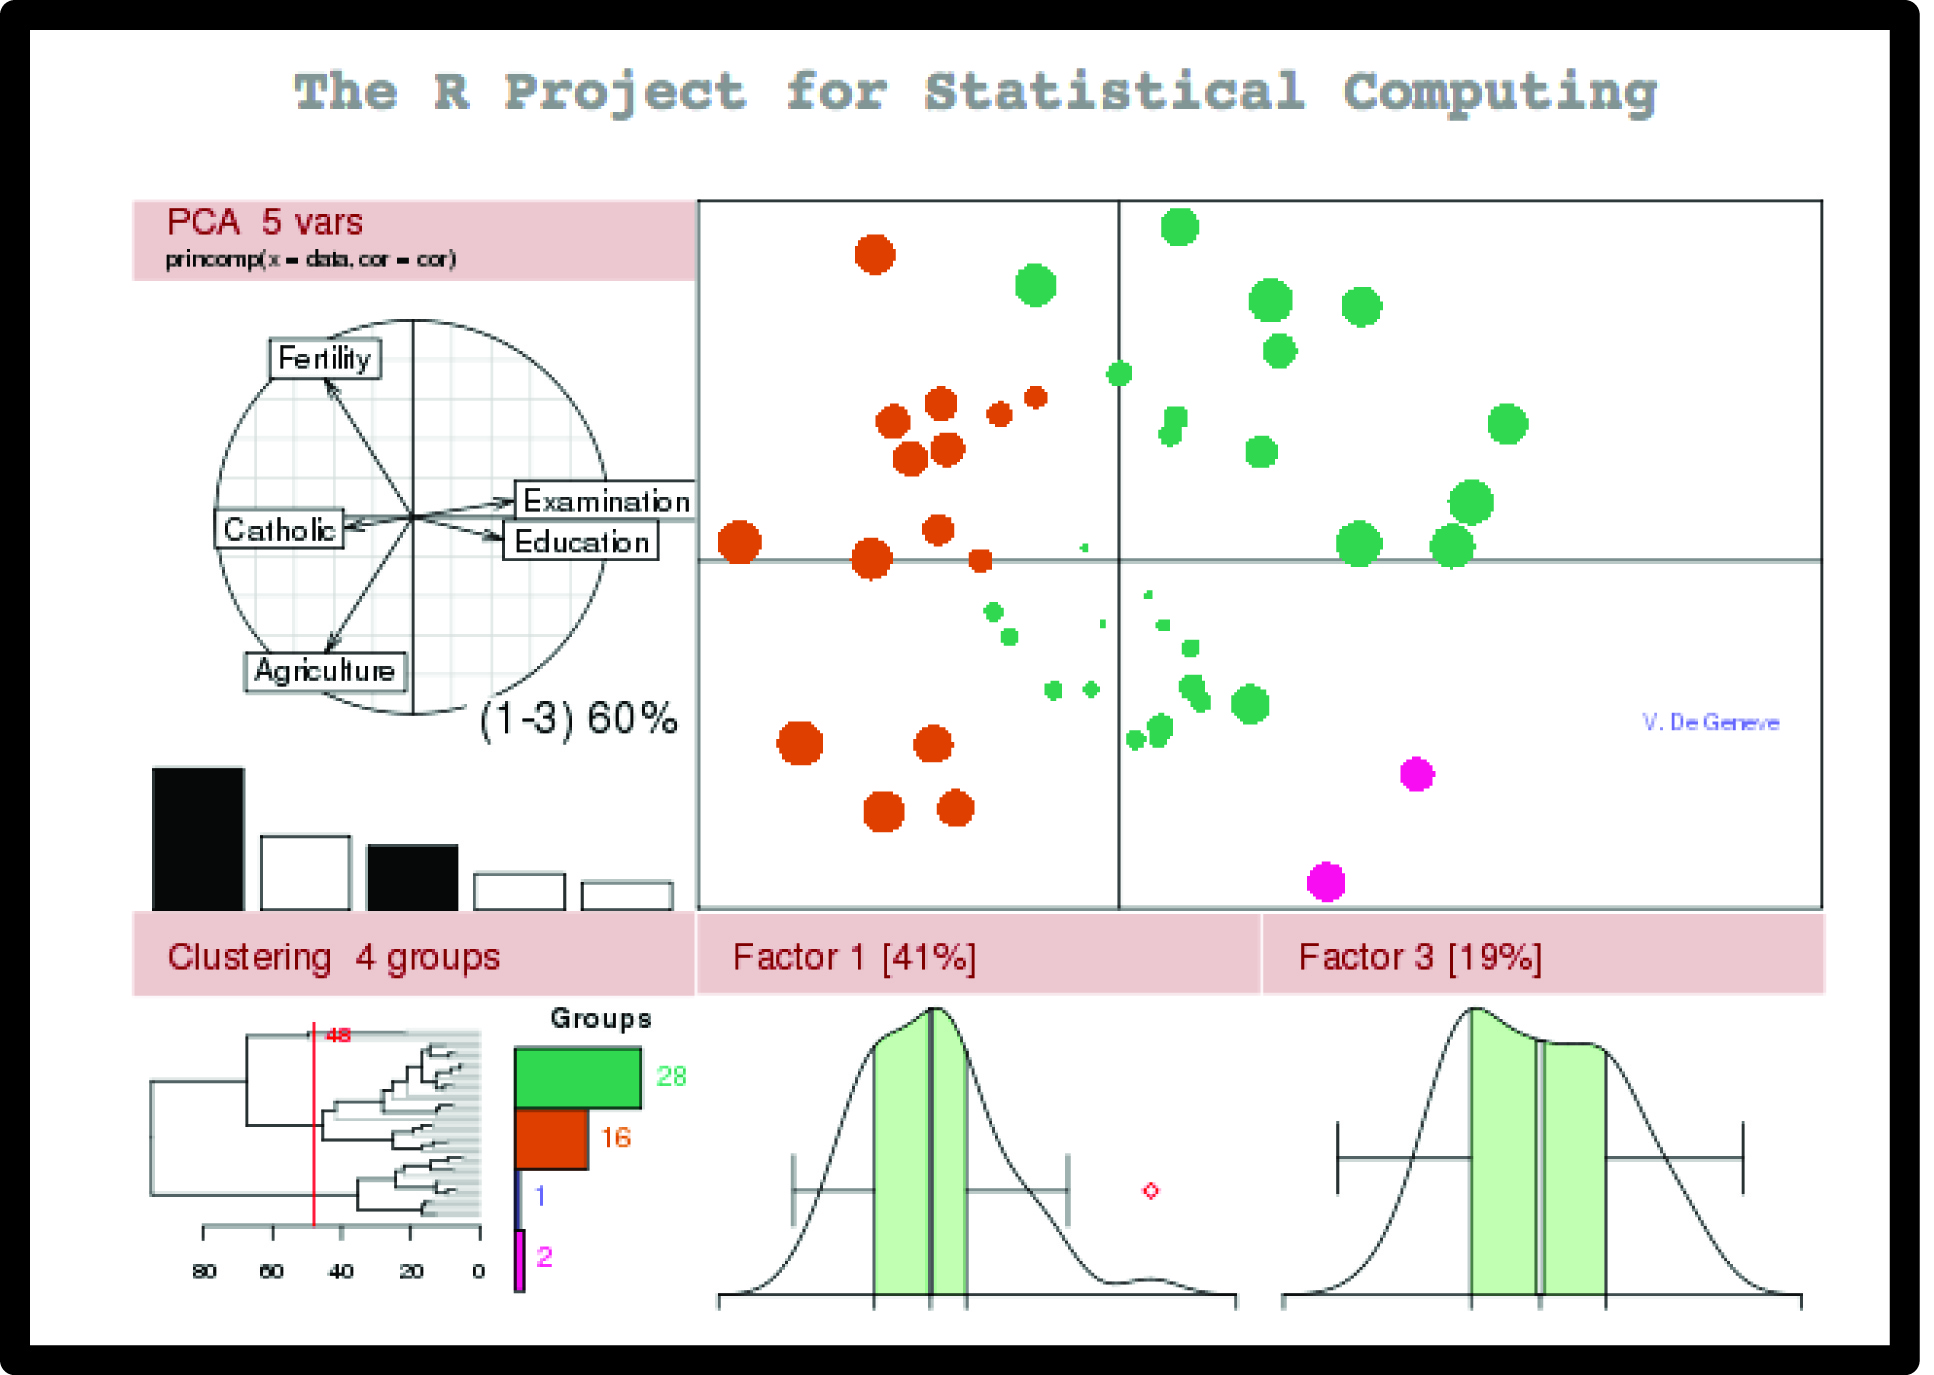 The R Project for Statistical Computing
PCA 5 vars
princomp(x = data, cor = cor)
Fertility
Examination
Catholic
Education
Agriculture
(1-3) 60%
V. De Geneve
Clustering 4 groups
Factor 1 [41%]
Factor 3 [19%]
Groups
48
28
16
1
2
80 60 40 20 0